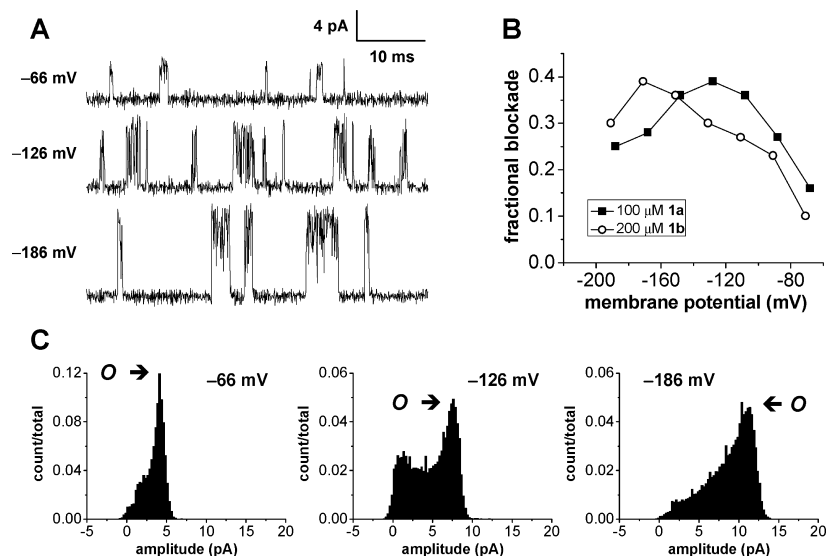 A
4 pA
10 ms
–66 mV
–126 mV
–186 mV
B
fractional blockade
0.4
0.3
0.2
0.1
0.0
100 μM 1a
200 μM 1b
-200 -160 -120 -80
membrane potential (mV)
C
count/total
0.12
0.08
0.04
0.00
O ➔
–66 mV
-5 0 5 10 15 20
amplitude (pA)
count/total
0.06
0.04
0.02
0.00
O ➔
–126 mV
-5 0 5 10 15 20
amplitude (pA)
count/total
0.06
0.04
0.02
0.00
–186 mV
← O
-5 0 5 10 15 20
amplitude (pA)